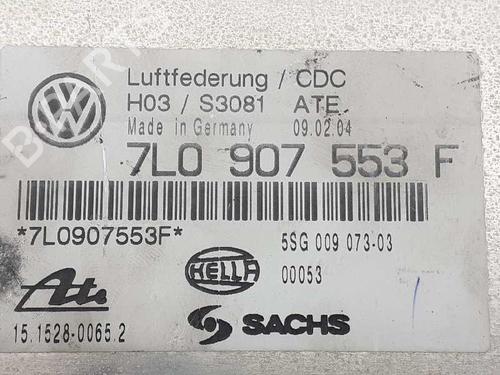 Luftfederung / CDC
H03 / S3081 ATE
Made in Germany 09.02.04
7L0 907 553 F
*7L0907553F*
5SG 009 073-03
00053
HELLA
Ate
15.1528-0065.2
SACHS